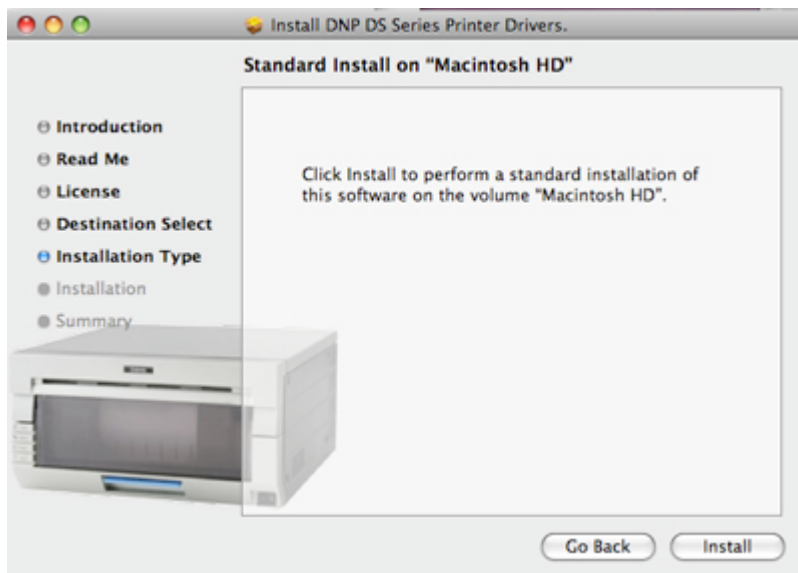 Install DNP DS Series Printer Drivers.
Standard Install on "Macintosh HD"
Introduction
Read Me
License
Destination Select
Installation Type
Installation
Summary
Click Install to perform a standard installation of
this software on the volume "Macintosh HD".
Go Back
Install